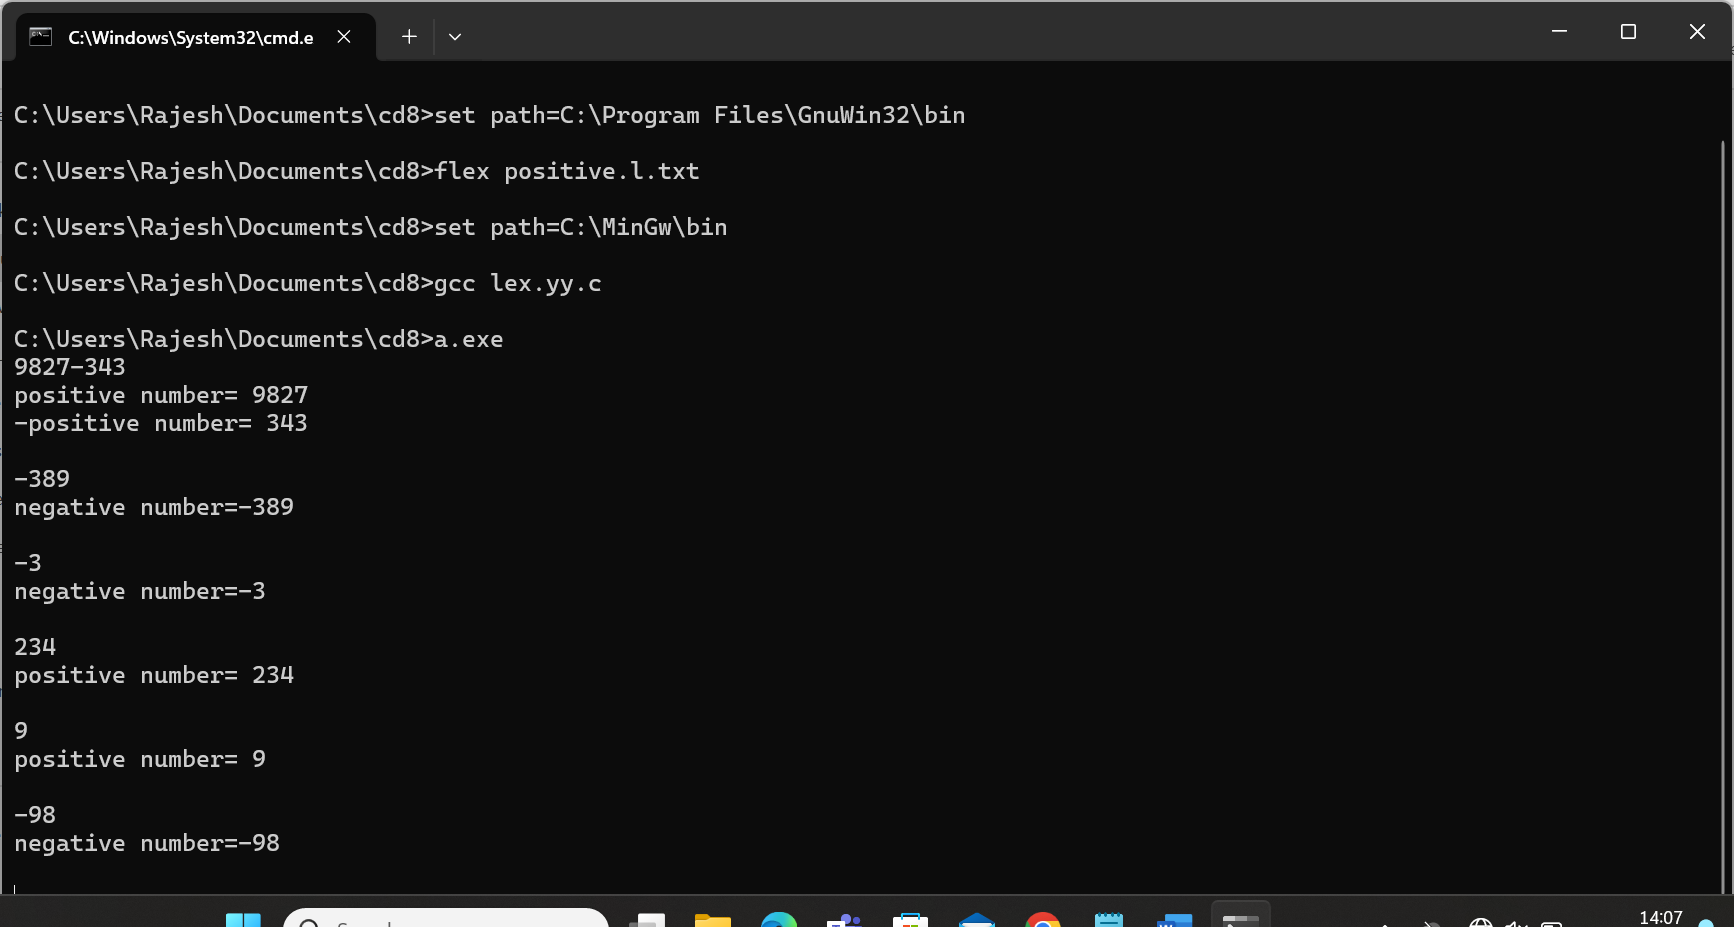 C:\Windows\System32\cmd.e
C:\Users\Rajesh\Documents\cd8>set path=C:\Program Files\GnuWin32\bin
C:\Users\Rajesh\Documents\cd8>flex positive.l.txt
C:\Users\Rajesh\Documents\cd8>set path=C:\MinGw\bin
C:\Users\Rajesh\Documents\cd8>gcc lex.yy.c
C:\Users\Rajesh\Documents\cd8>a.exe
9827-343
positive number= 9827
-positive number= 343
-389
negative number=-389
-3
negative number=-3
234
positive number= 234
9
positive number= 9
-98
negative number=-98
14:07